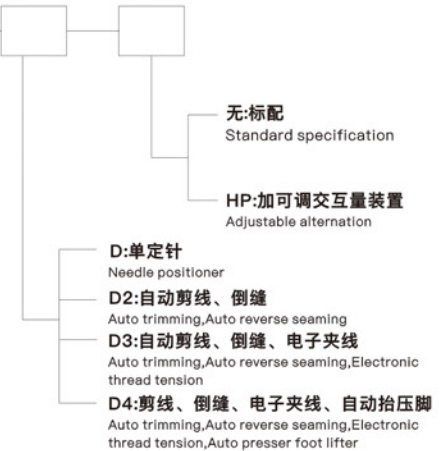 无:标配
Standard specification
HP:加可调交互量装置
Adjustable alternation
D:单定针
Needle positioner
D2:自动剪线、倒缝
Auto trimming,Auto reverse seaming
D3:自动剪线、倒缝、电子夹线
Auto trimming,Auto reverse seaming,Electronic
thread tension
D4:剪线、倒缝、电子夹线、自动抬压脚
Auto trimming,Auto reverse seaming,Electronic
thread tension,Auto presser foot lifter